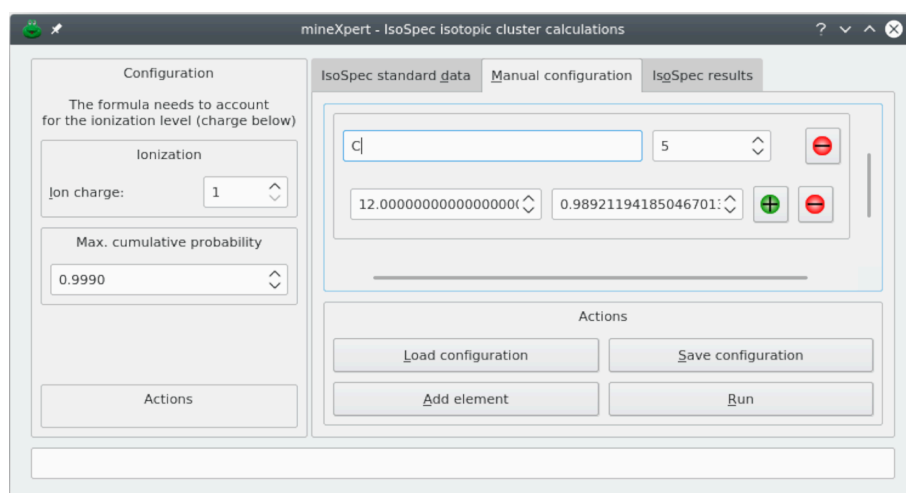 mineXpert - IsoSpec isotopic cluster calculations
Configuration
The formula needs to account
for the ionization level (charge below)
Ionization
Ion charge:
1
Max. cumulative probability
0.9990
Actions
IsoSpec standard data
Manual configuration
IsoSpec results
C
5
12.0000000000000000(
0.98921194185046701:
Actions
Load configuration
Save configuration
Add element
Run